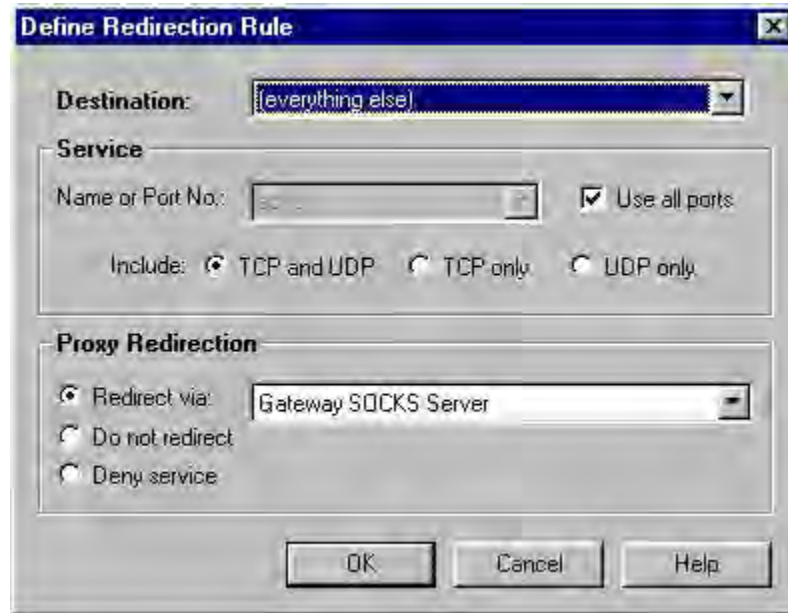 Define Redirection Rule
Destination: (everything else)
Service
Name or Port No.: Use all ports
Include: TCP and UDP TCP only UDP only
Proxy Redirection
Redirect via: Gateway SOCKS Server
Do not redirect
Deny service
OK Cancel Help